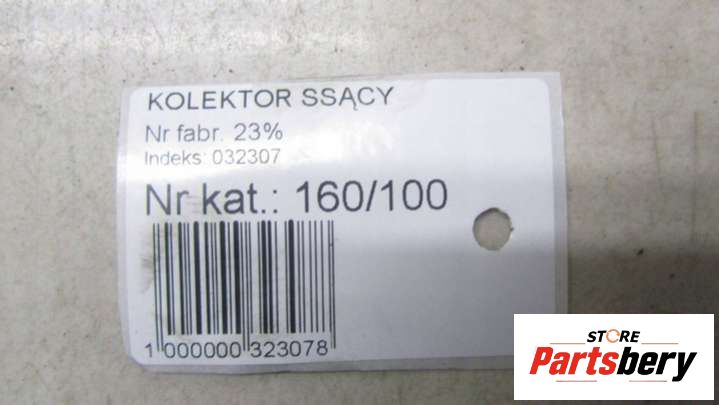 KOLEKTOR SSĄCY
Nr fabr. 23%
Indeks: 032307
Nr kat.: 160/100
1 000000 323078
STORE
Partsbery